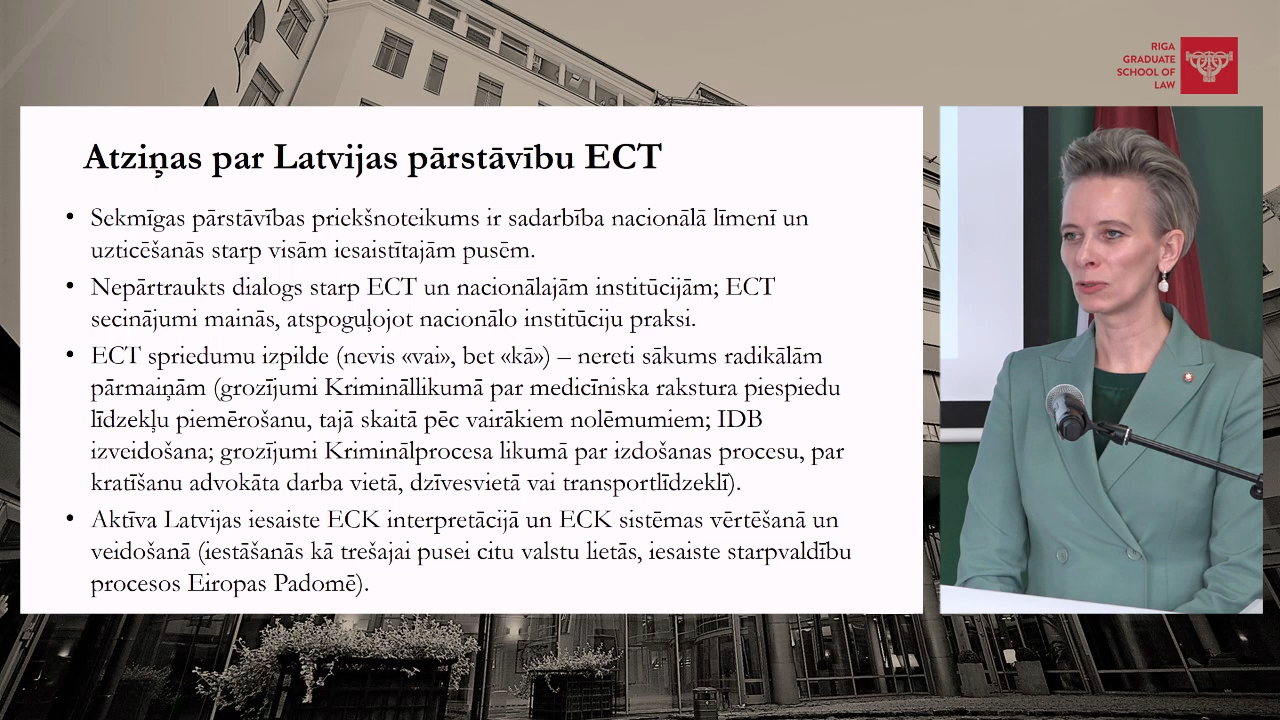 RIGA
GRADUATE
SCHOOL OF
LAW
Atziņas par Latvijas pārstāvību ECT
• Sekmīgas pārstāvības priekšnoteikums ir sadarbība nacionālā līmenī un
uzticēšanās starp visām iesaistītajām pusēm.
• Nepārtraukts dialogs starp ECT un nacionālajām institūcijām; ECT
secinājumi mainās, atspoguļojot nacionālo institūciju praksi.
• ECT spriedumu izpilde (nevis «vai», bet «kā») – nereti sākums radikālām
pārmaiņām (grozījumi Krimināllikumā par medicīniska rakstura piespiedu
līdzekļu piemērošanu, tajā skaitā pēc vairākiem nolēmumiem; IDB
izveidošana; grozījumi Kriminālprocesa likumā par izdošanas procesu, par
kratīšanu advokāta darba vietā, dzīvesvietā vai transportlīdzeklī).
• Aktīva Latvijas iesaiste ECK interpretācijā un ECK sistēmas vērtēšanā un
veidošanā (iestāšanās kā trešajai pusei citu valstu lietās, iesaiste starpvaldību
procesos Eiropas Padomē).